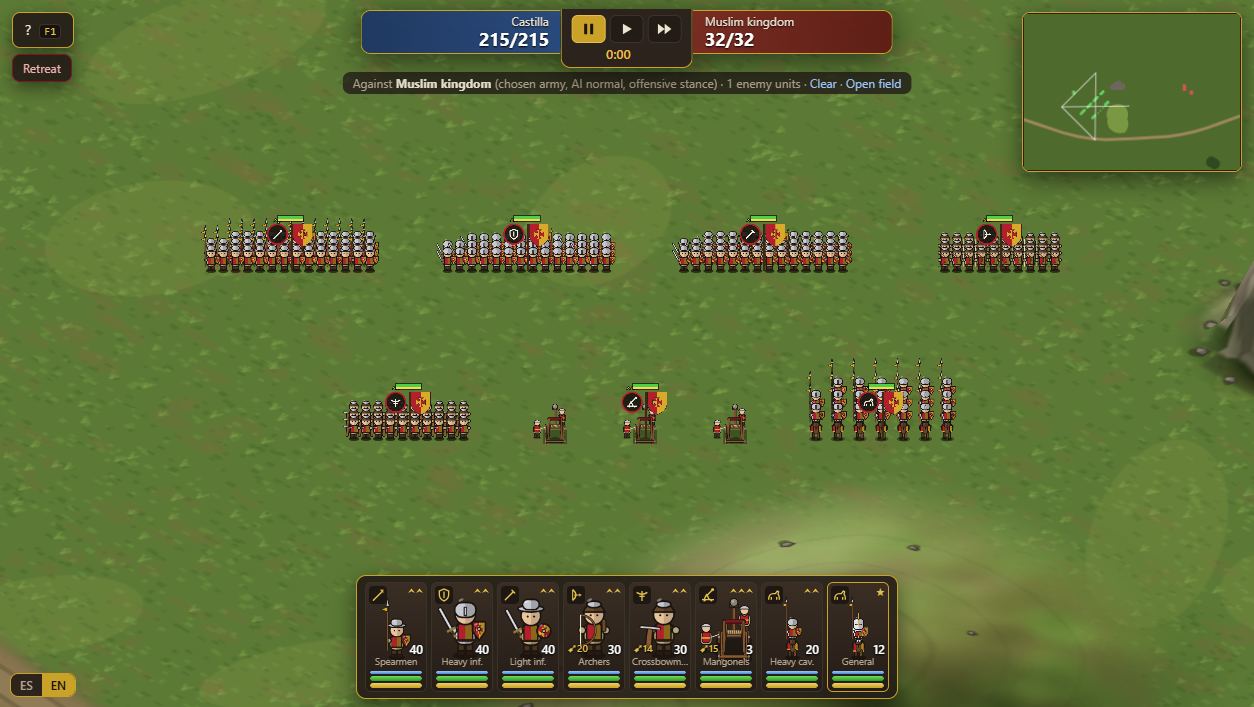 ? F1
Retreat
Castilla
215/215
0:00
Muslim kingdom
32/32
Against Muslim kingdom (chosen army, AI normal, offensive stance) · 1 enemy units · Clear · Open field
40
Spearmen
40
Heavy inf.
40
Light inf.
20 30
Archers
14 30
Crossbowm...
15 3
Mangonels
20
Heavy cav.
12
General
ES EN